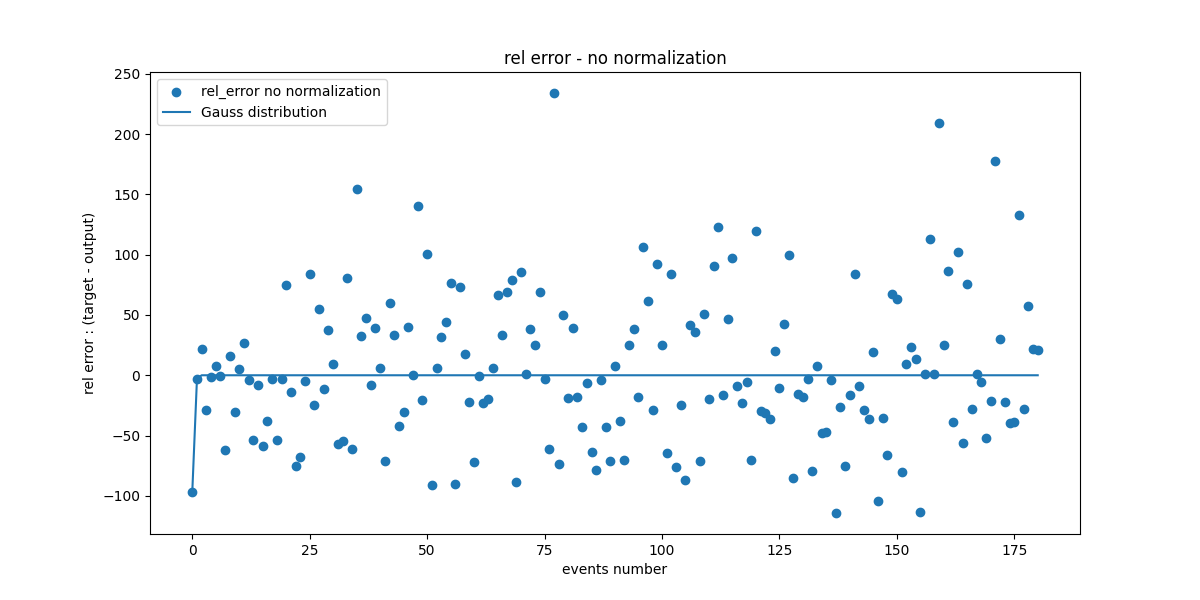 rel error - no normalization
rel_error no normalization
Gauss distribution
rel error : (target - output)
250
200
150
100
50
0
−50
−100
0 25 50 75 100 125 150 175
events number